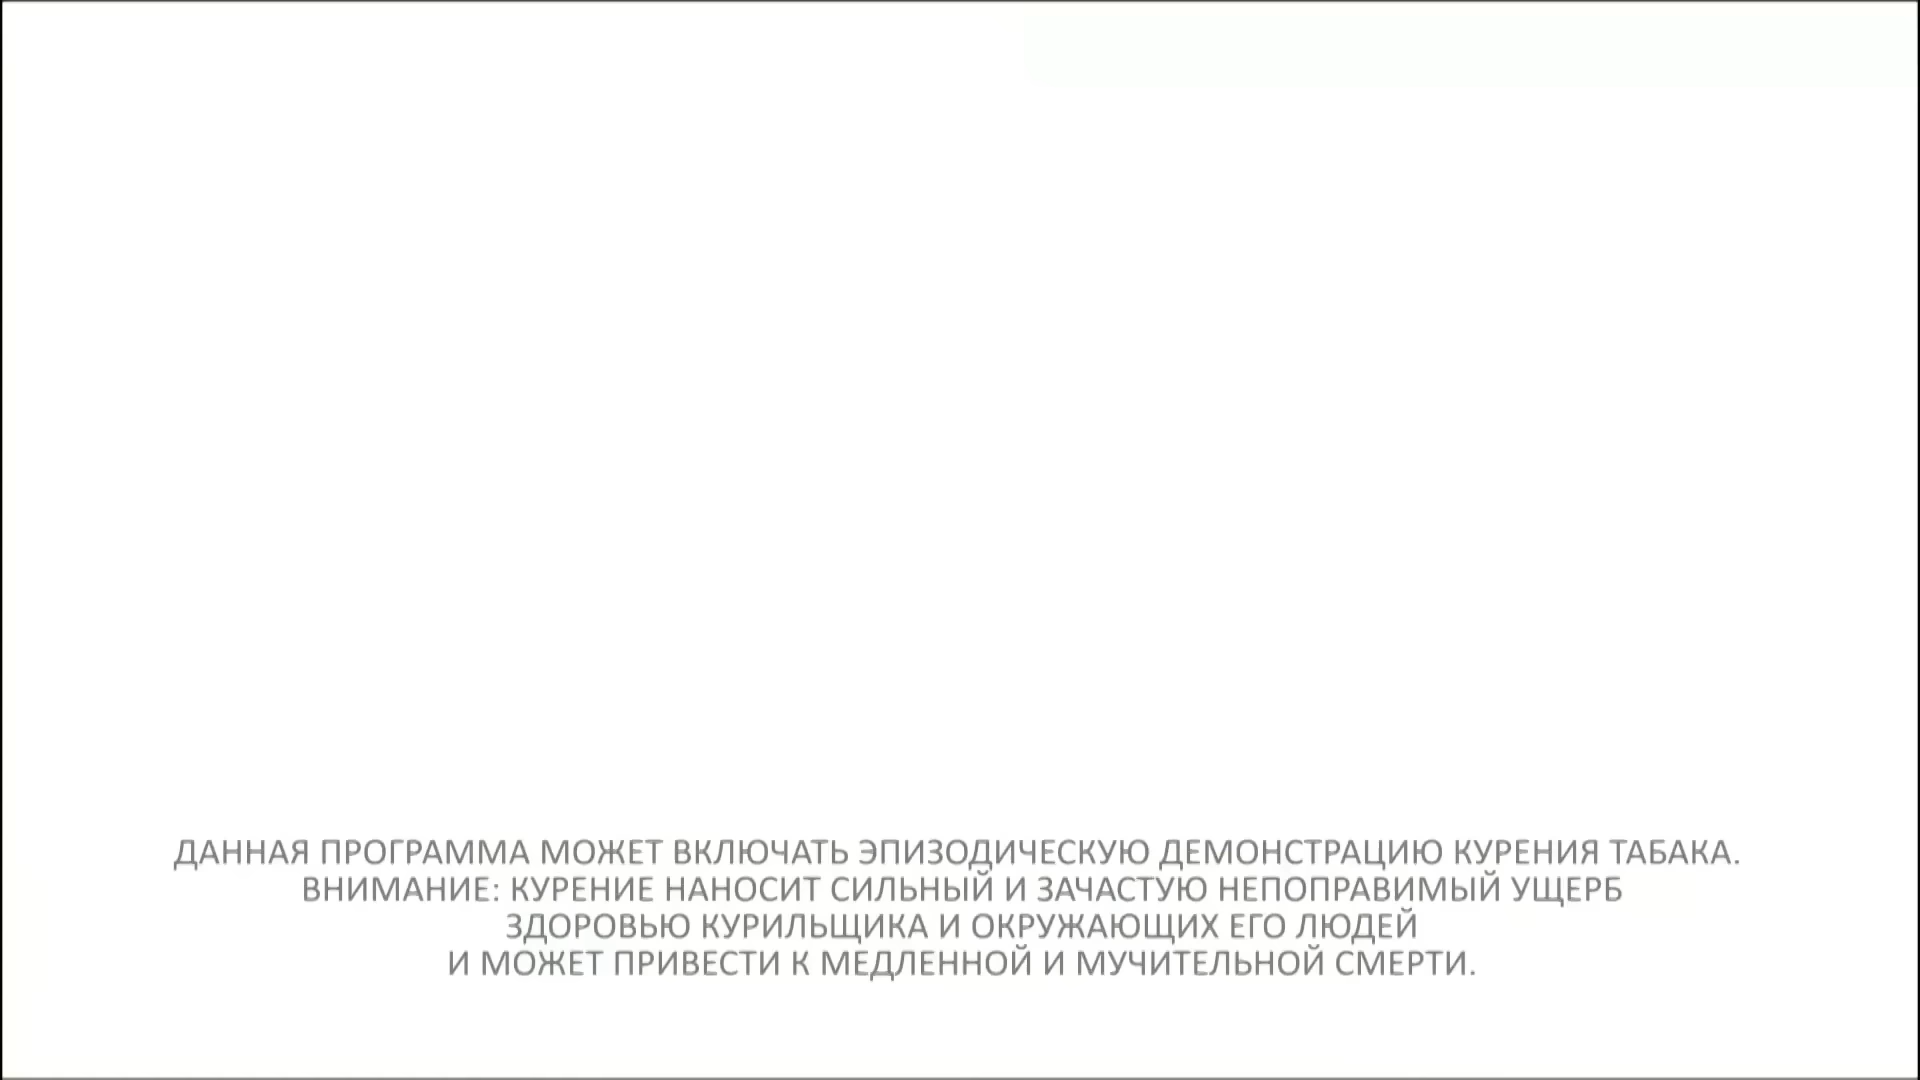 ДАННАЯ ПРОГРАММА МОЖЕТ ВКЛЮЧАТЬ ЭПИЗОДИЧЕСКУЮ ДЕМОНСТРАЦИЮ КУРЕНИЯ ТАБАКА.
ВНИМАНИЕ: КУРЕНИЕ НАНОСИТ СИЛЬНЫЙ И ЗАЧАСТУЮ НЕПОПРАВИМЫЙ УЩЕРБ
ЗДОРОВЬЮ КУРИЛЬЩИКА И ОКРУЖАЮЩИХ ЕГО ЛЮДЕЙ
И МОЖЕТ ПРИВЕСТИ К МЕДЛЕННОЙ И МУЧИТЕЛЬНОЙ СМЕРТИ.